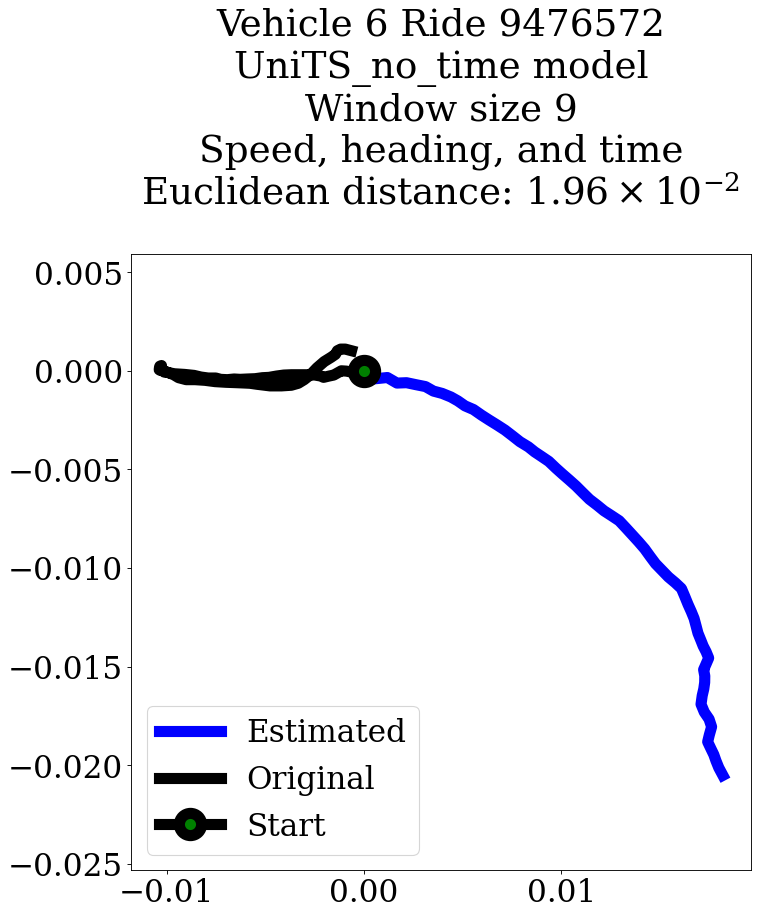 Vehicle 6 Ride 9476572
UniTS_no_time model
Window size 9
Speed, heading, and time
Euclidean distance: 1.96 × 10⁻²
0.005
0.000
−0.005
−0.010
−0.015
−0.020
−0.025
Estimated
Original
Start
−0.01 0.00 0.01